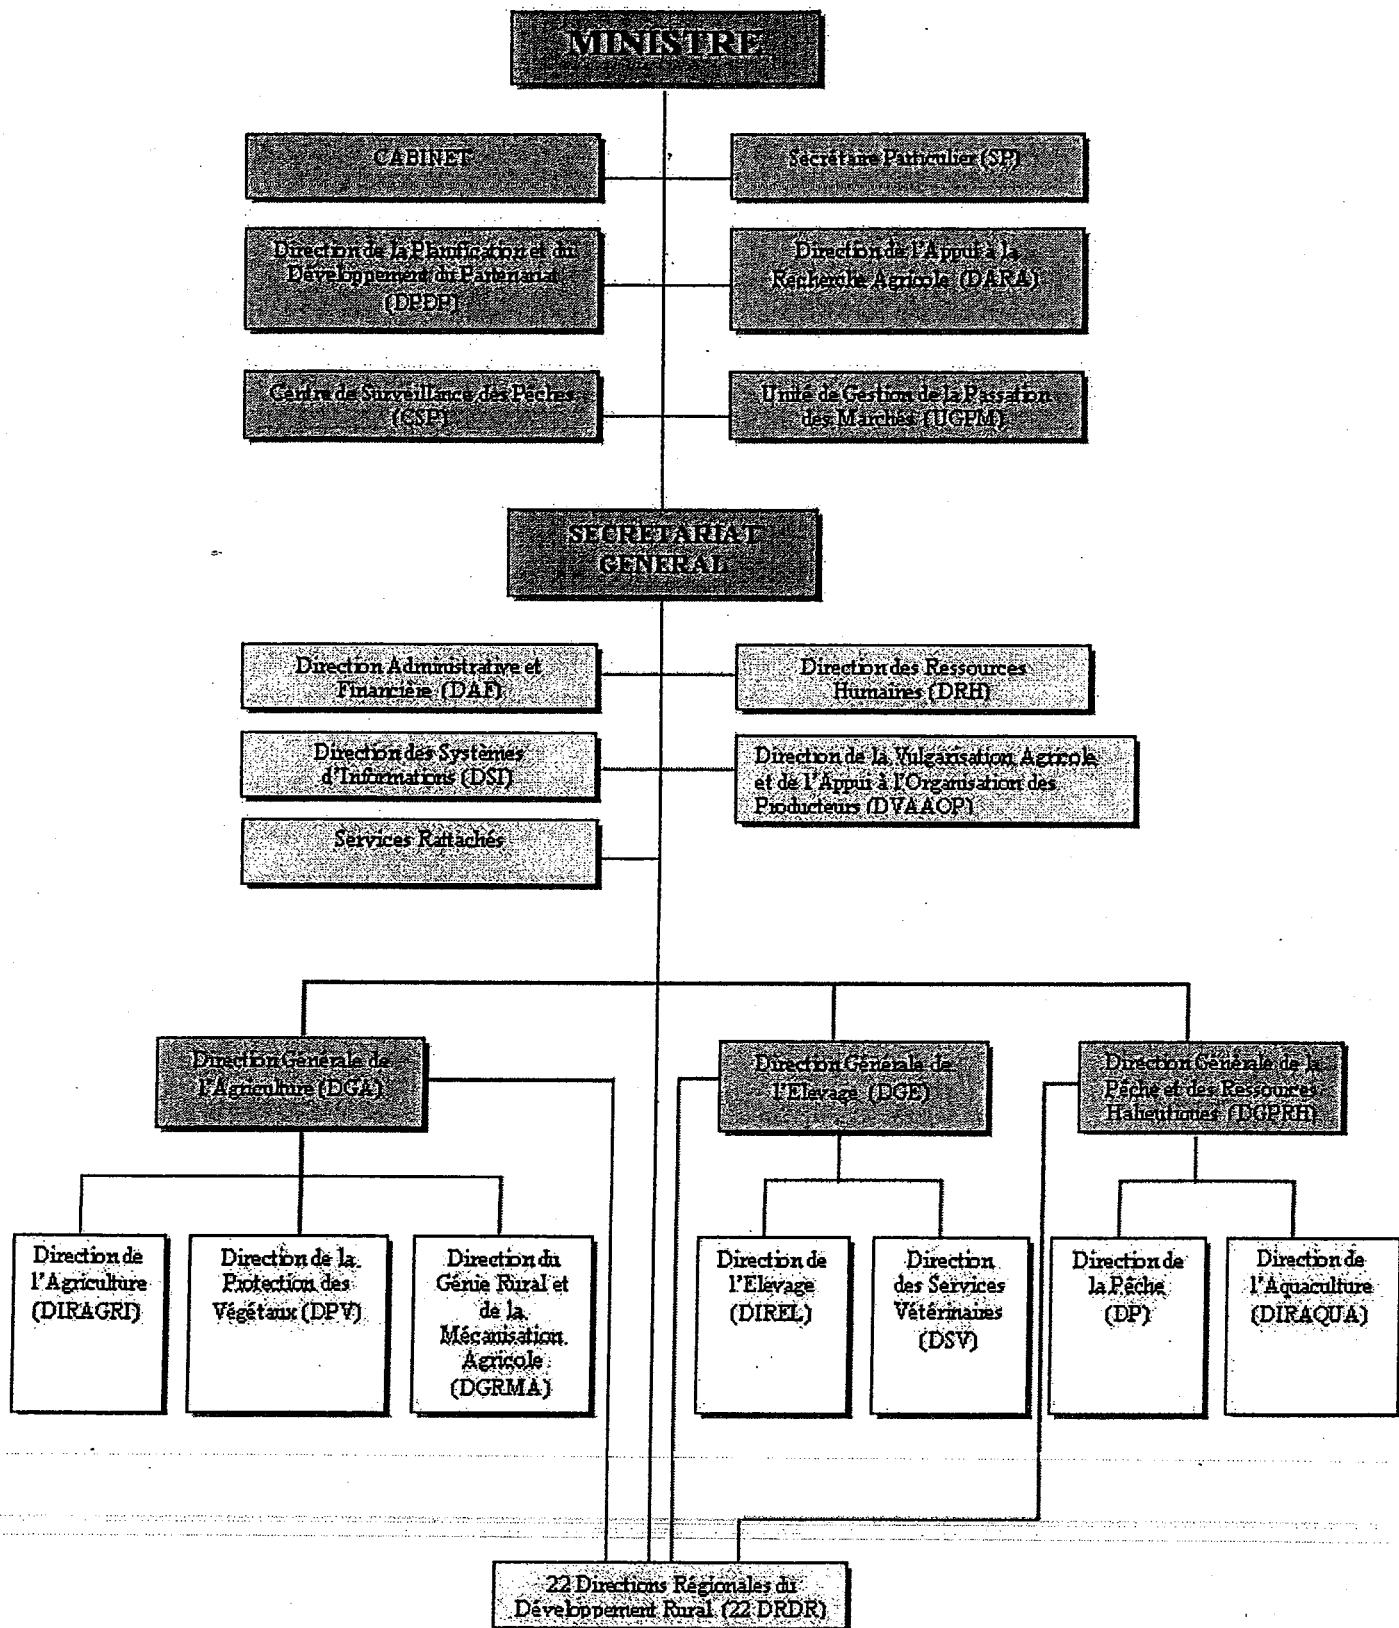 MINISTRE
CABINET
Secrétaire Particulier (SP)
Direction de la Planification et du
Développement du Partenariat
(DPDP)
Direction de l'Appui à la
Recherche Agricole (DARA)
Centre de Surveillance des Pêches
(CSP)
Unité de Gestion de la Passation
des Marchés (UGPM)
SECRETARIAT
GENERAL
Direction Administrative et
Financière (DAF)
Direction des Ressources
Humaines (DRH)
Direction des Systèmes
d'Informations (DSI)
Direction de la Vulgarisation Agricole
et de l'Appui à l'Organisation des
Producteurs (DVAAOP)
Services Rattachés
Direction Générale de
l'Agriculture (DGA)
Direction Générale de
l'Elevage (DGE)
Direction Générale de la
Pêche et des Ressources
Halieutiques (DGPRH)
Direction de
l'Agriculture
(DIRAGRI)
Direction de la
Protection des
Végétaux (DPV)
Direction du
Génie Rural et
de la
Mécanisation
Agricole
(DGRMA)
Direction de
l'Elevage
(DIREL)
Direction
des Services
Vétérinaires
(DSV)
Direction de
la Pêche
(DP)
Direction de
l'Aquaculture
(DIRAQUA)
22 Directions Régionales du
Développement Rural (22 DRDR)